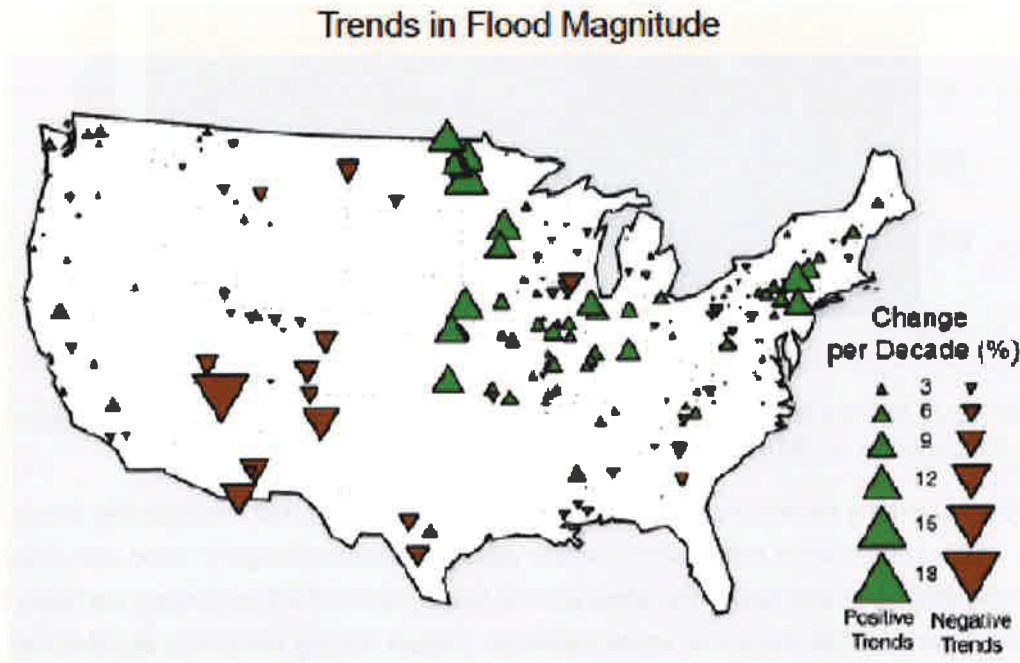 Trends in Flood Magnitude
Change
per Decade (%)
3
6
9
12
15
18
Positive Negative
Trends Trends